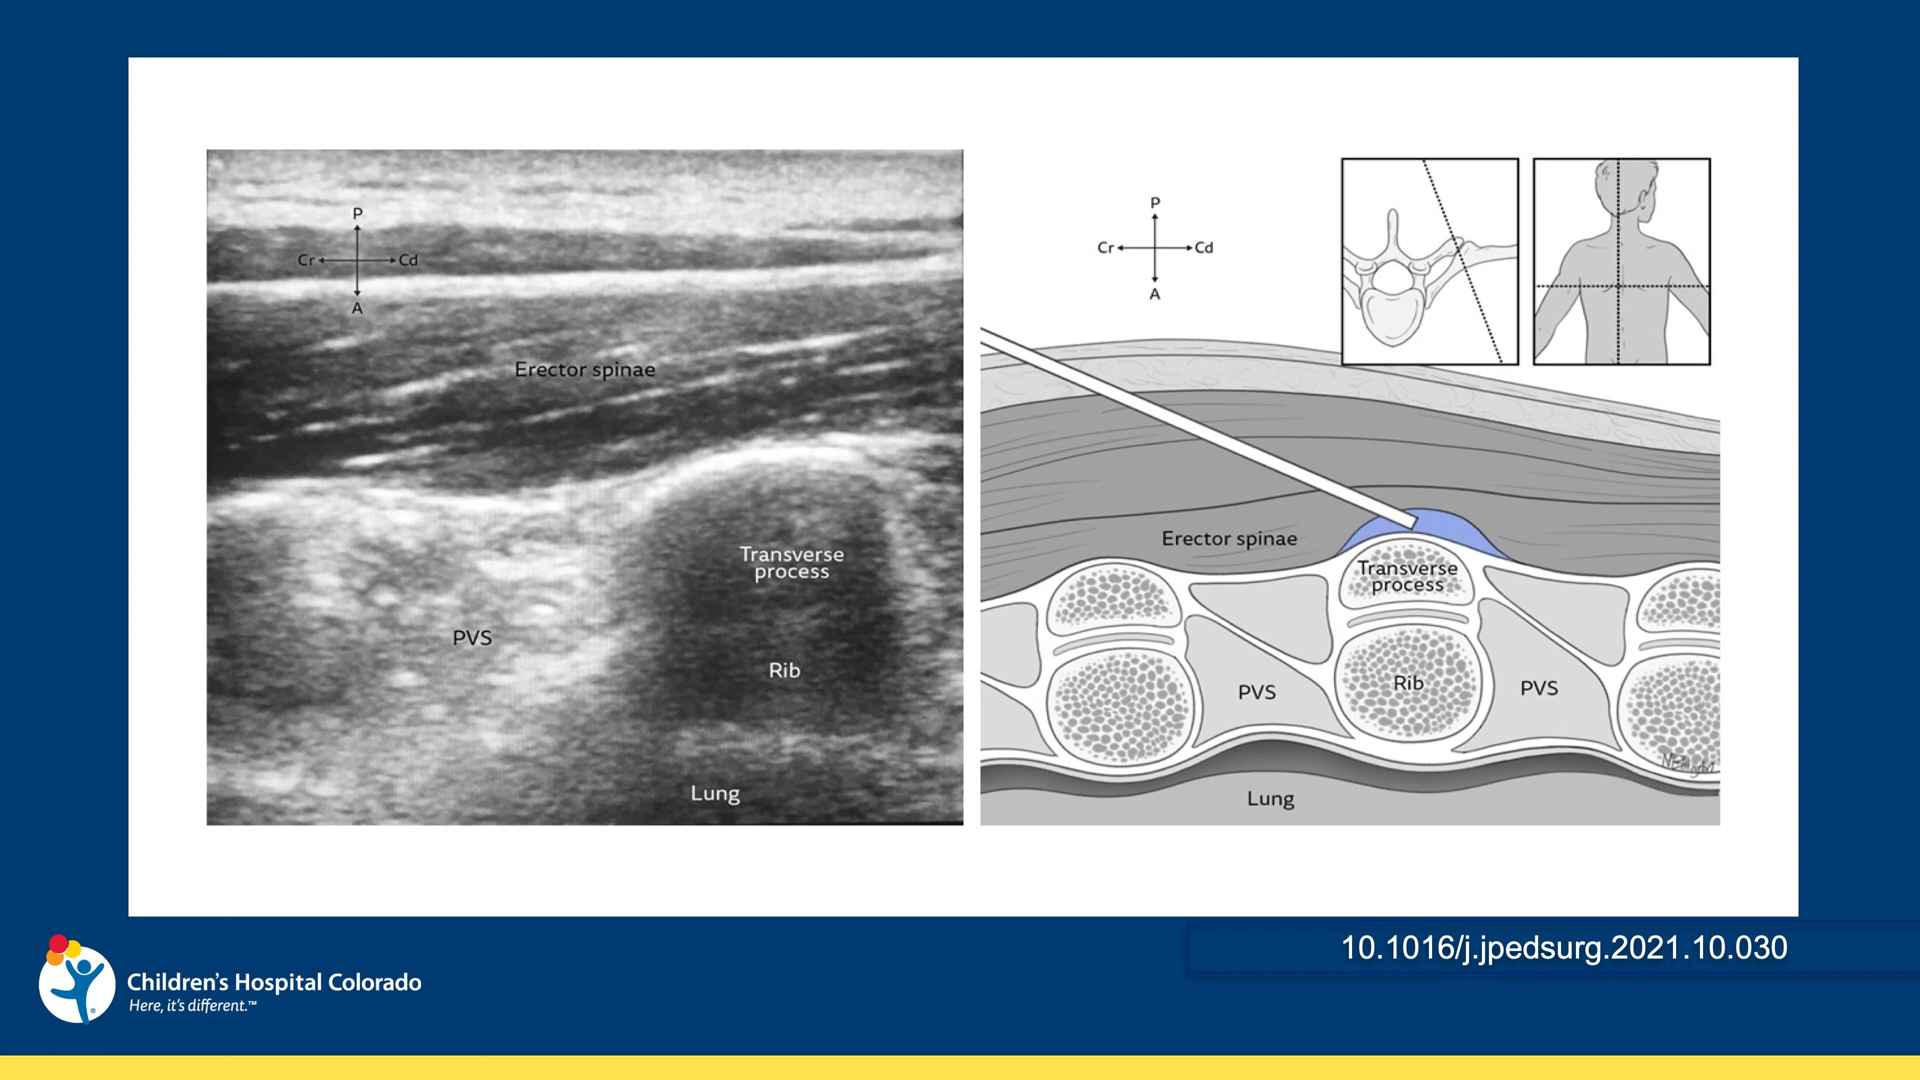 P
Cr
Cd
A
Erector spinae
Transverse
process
PVS
Rib
Lung
P
Cr
Cd
A
Erector spinae
Transverse
process
PVS
Rib
PVS
Lung
10.1016/j.jpedsurg.2021.10.030
Children's Hospital Colorado
Here, it's different.™